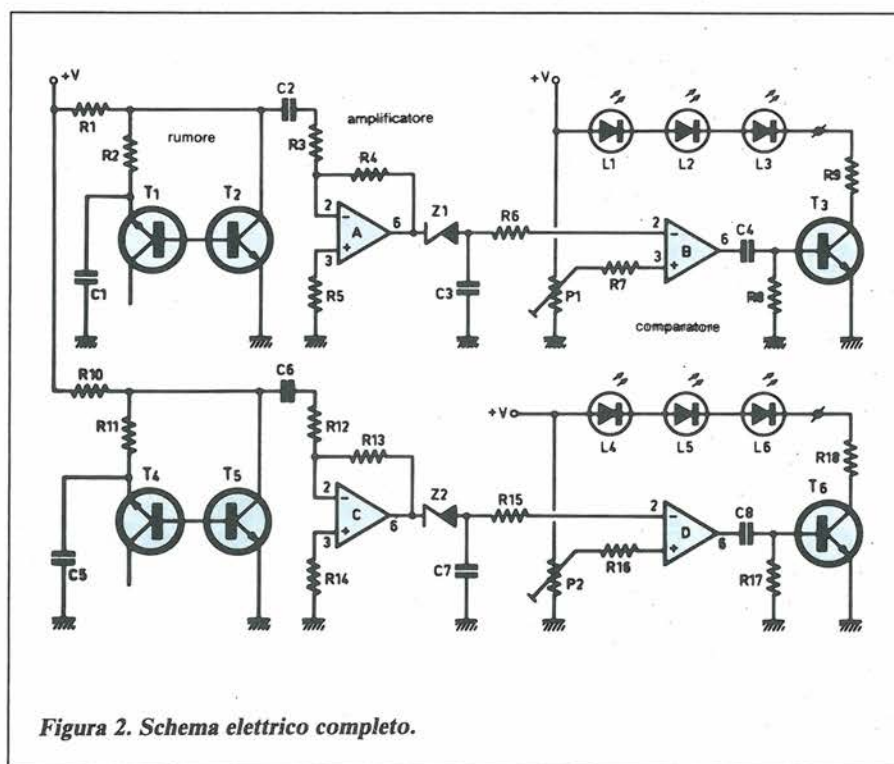 +V
R1
C2
rumore
amplificatore
R2
R3
R4
T1
T2
2
A
6
3
R5
C1
Z1
C3
R6
+V
L1
L2
L3
R9
T3
2
B
6
3
C4
R7
P1
R8
comparatore
R10
C6
R11
R12
R13
T4
T5
2
C
6
3
R14
C5
Z2
C7
R15
+V
L4
L5
L6
R18
T6
2
D
6
C8
R16
P2
R17
Figura 2. Schema elettrico completo.